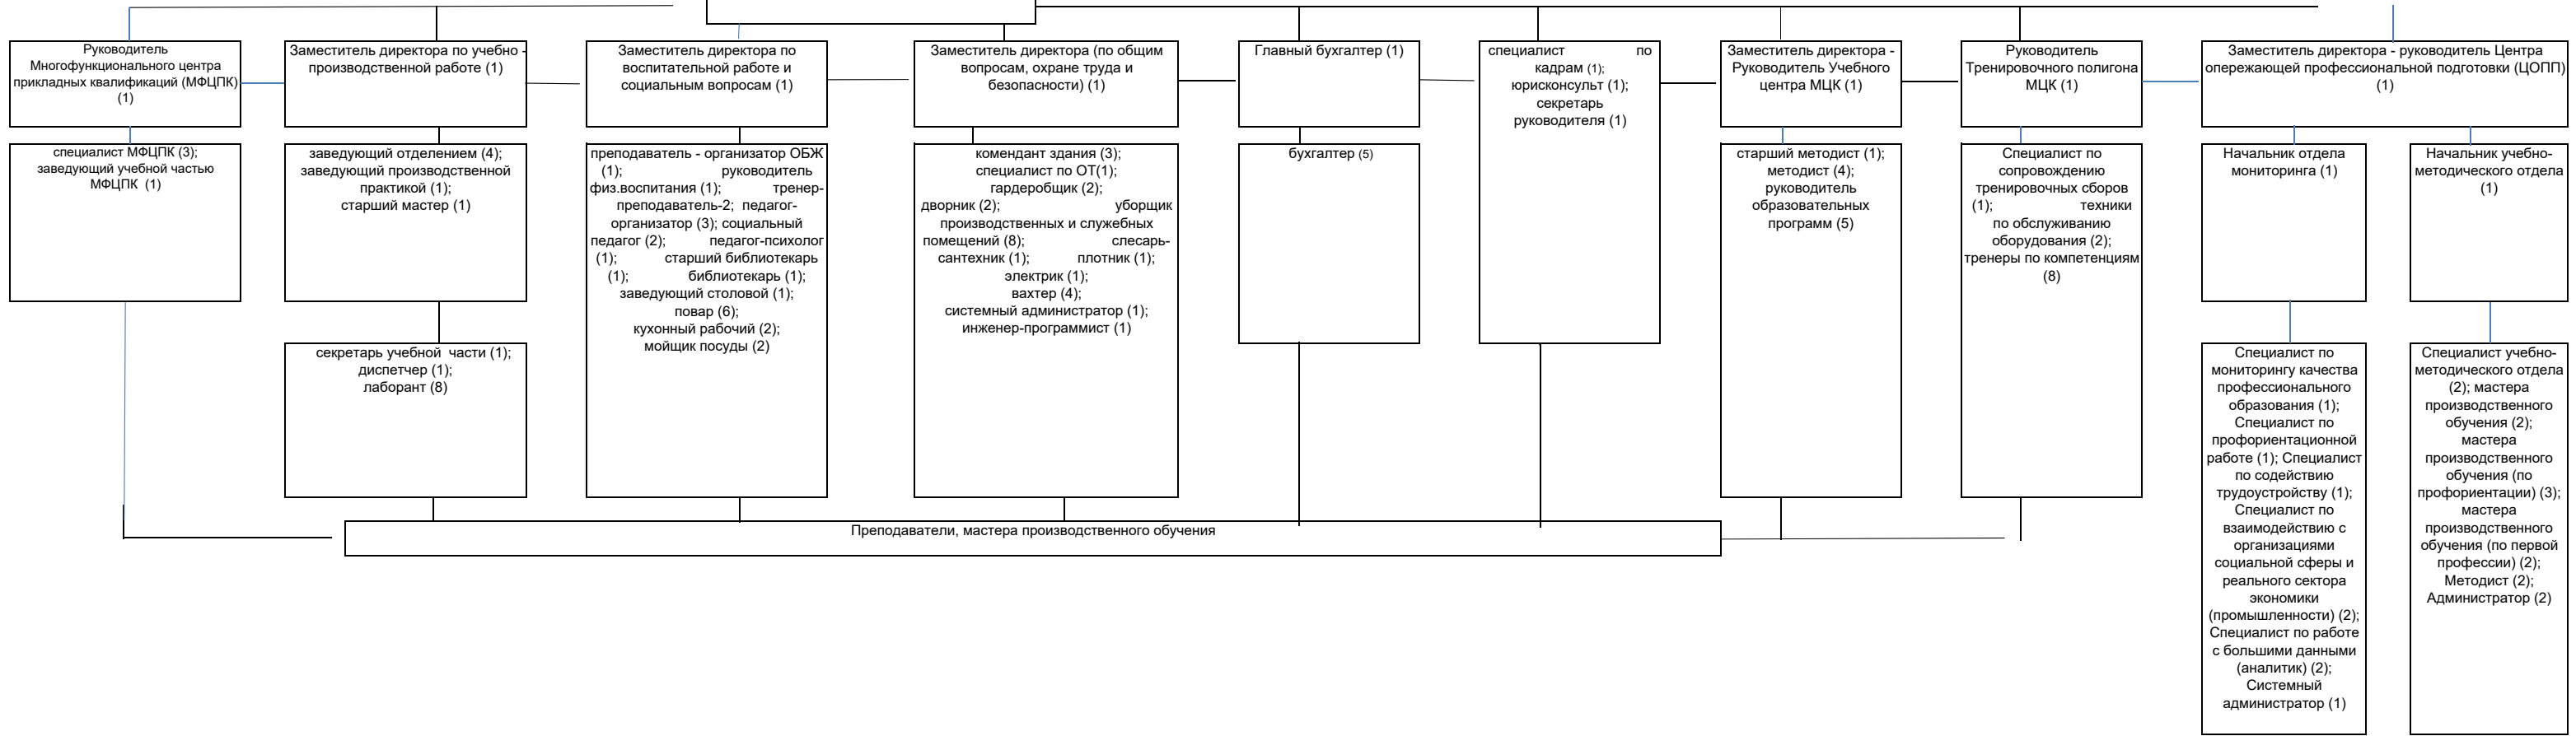 Руководитель
Многофункционального центра
прикладных квалификаций (МФЦПК)
(1)
Заместитель директора по учебно -
производственной работе (1)
Заместитель директора по
воспитательной работе и
социальным вопросам (1)
Заместитель директора (по общим
вопросам, охране труда и
безопасности) (1)
Главный бухгалтер (1)
специалист по
кадрам (1);
юрисконсульт (1);
секретарь
руководителя (1)
Заместитель директора -
Руководитель Учебного
центра МЦК (1)
Руководитель
Тренировочного полигона
МЦК (1)
Заместитель директора - руководитель Центра
опережающей профессиональной подготовки (ЦОПП)
(1)
специалист МФЦПК (3);
заведующий учебной частью
МФЦПК (1)
заведующий отделением (4);
заведующий производственной
практикой (1);
старший мастер (1)
преподаватель - организатор ОБЖ
(1); руководитель
физ.воспитания (1); тренер-
преподаватель-2; педагог-
организатор (3); социальный
педагог (2); педагог-психолог
(1); старший библиотекарь
(1); библиотекарь (1);
заведующий столовой (1);
повар (6);
кухонный рабочий (2);
мойщик посуды (2)
комендант здания (3);
специалист по ОТ(1);
гардеробщик (2);
дворник (2); уборщик
производственных и служебных
помещений (8); слесарь-
сантехник (1); плотник (1);
электрик (1);
вахтер (4);
системный администратор (1);
инженер-программист (1)
бухгалтер (5)
старший методист (1);
методист (4);
руководитель
образовательных
программ (5)
Специалист по
сопровождению
тренировочных сборов
(1); техники
по обслуживанию
оборудования (2);
тренеры по компетенциям
(8)
Начальник отдела
мониторинга (1)
Начальник учебно-
методического отдела
(1)
секретарь учебной части (1);
диспетчер (1);
лаборант (8)
Специалист по
мониторингу качества
профессионального
образования (1);
Специалист по
профориентационной
работе (1); Специалист
по содействию
трудоустройству (1);
Специалист по
взаимодействию с
организациями
социальной сферы и
реального сектора
экономики
(промышленности) (2);
Специалист по работе
с большими данными
(аналитик) (2);
Системный
администратор (1)
Специалист учебно-
методического отдела
(2); мастера
производственного
обучения (2);
мастера
производственного
обучения (по
профориентации) (3);
мастера
производственного
обучения (по первой
профессии) (2);
Методист (2);
Администратор (2)
Преподаватели, мастера производственного обучения